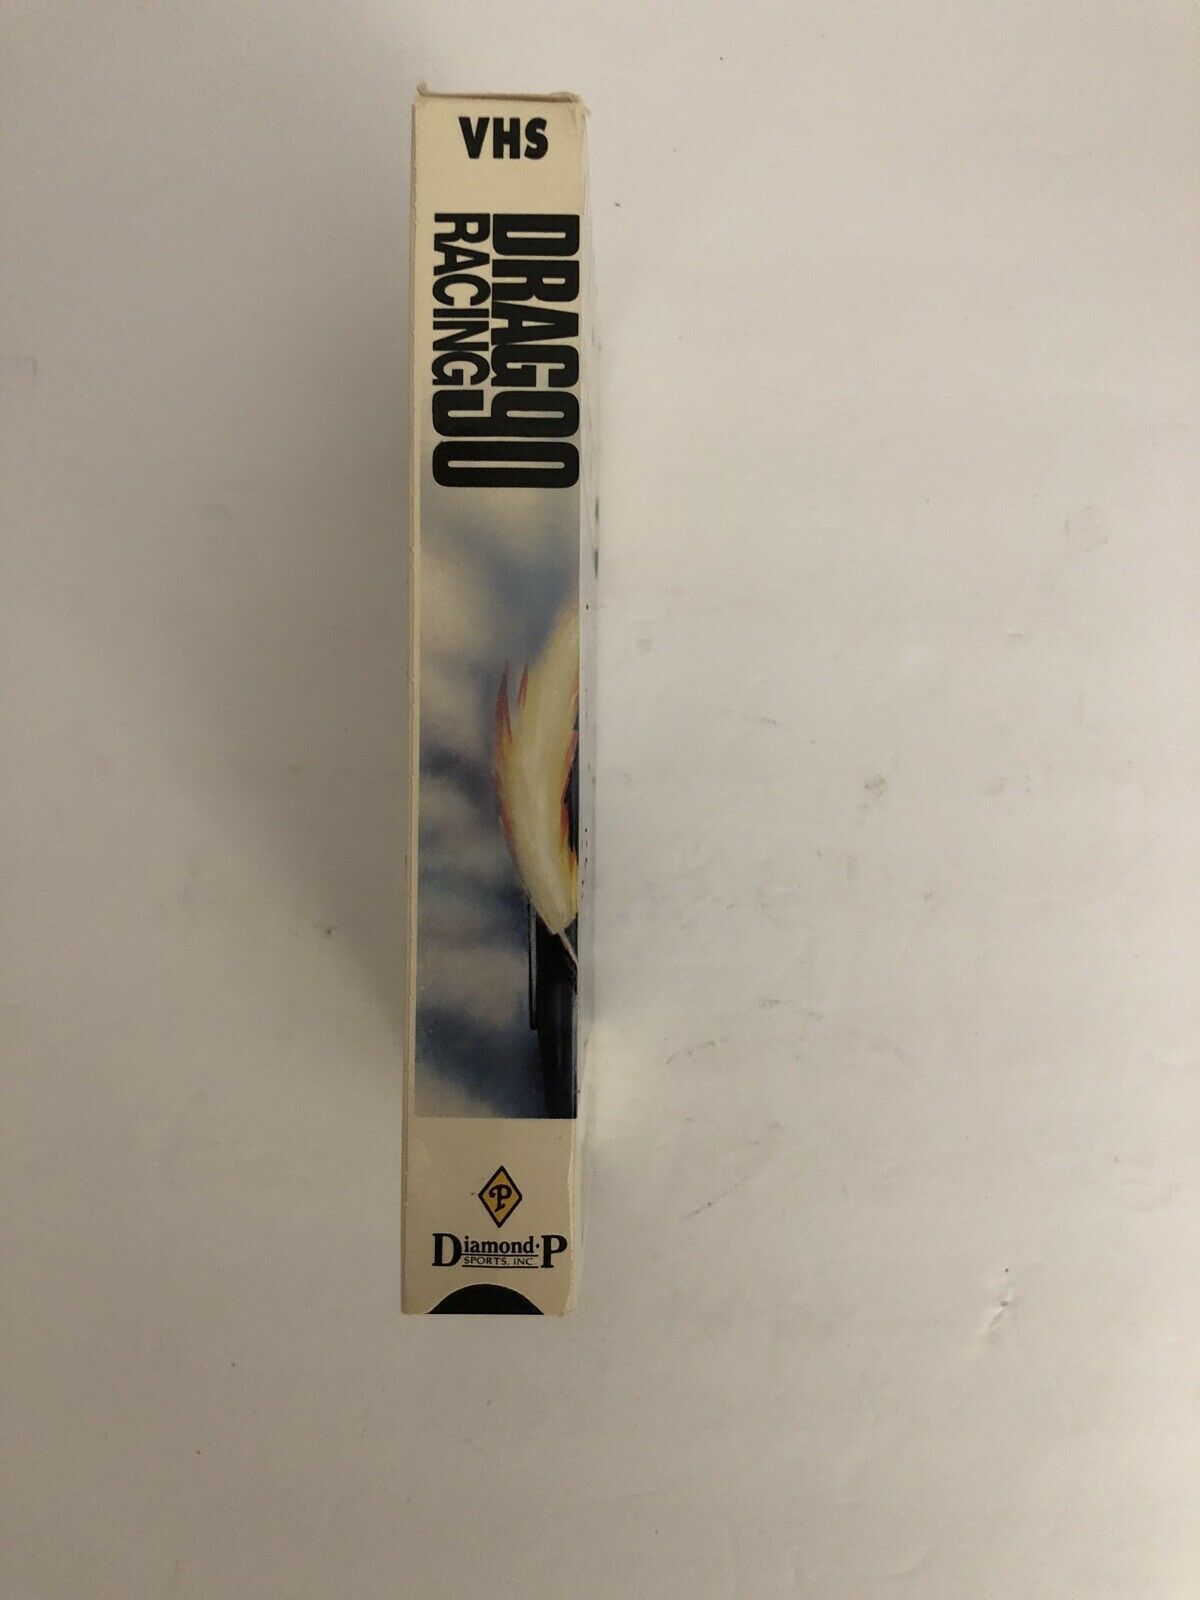 VHS
DRAG
RACING
90
P
Diamond·P
SPORTS, INC.